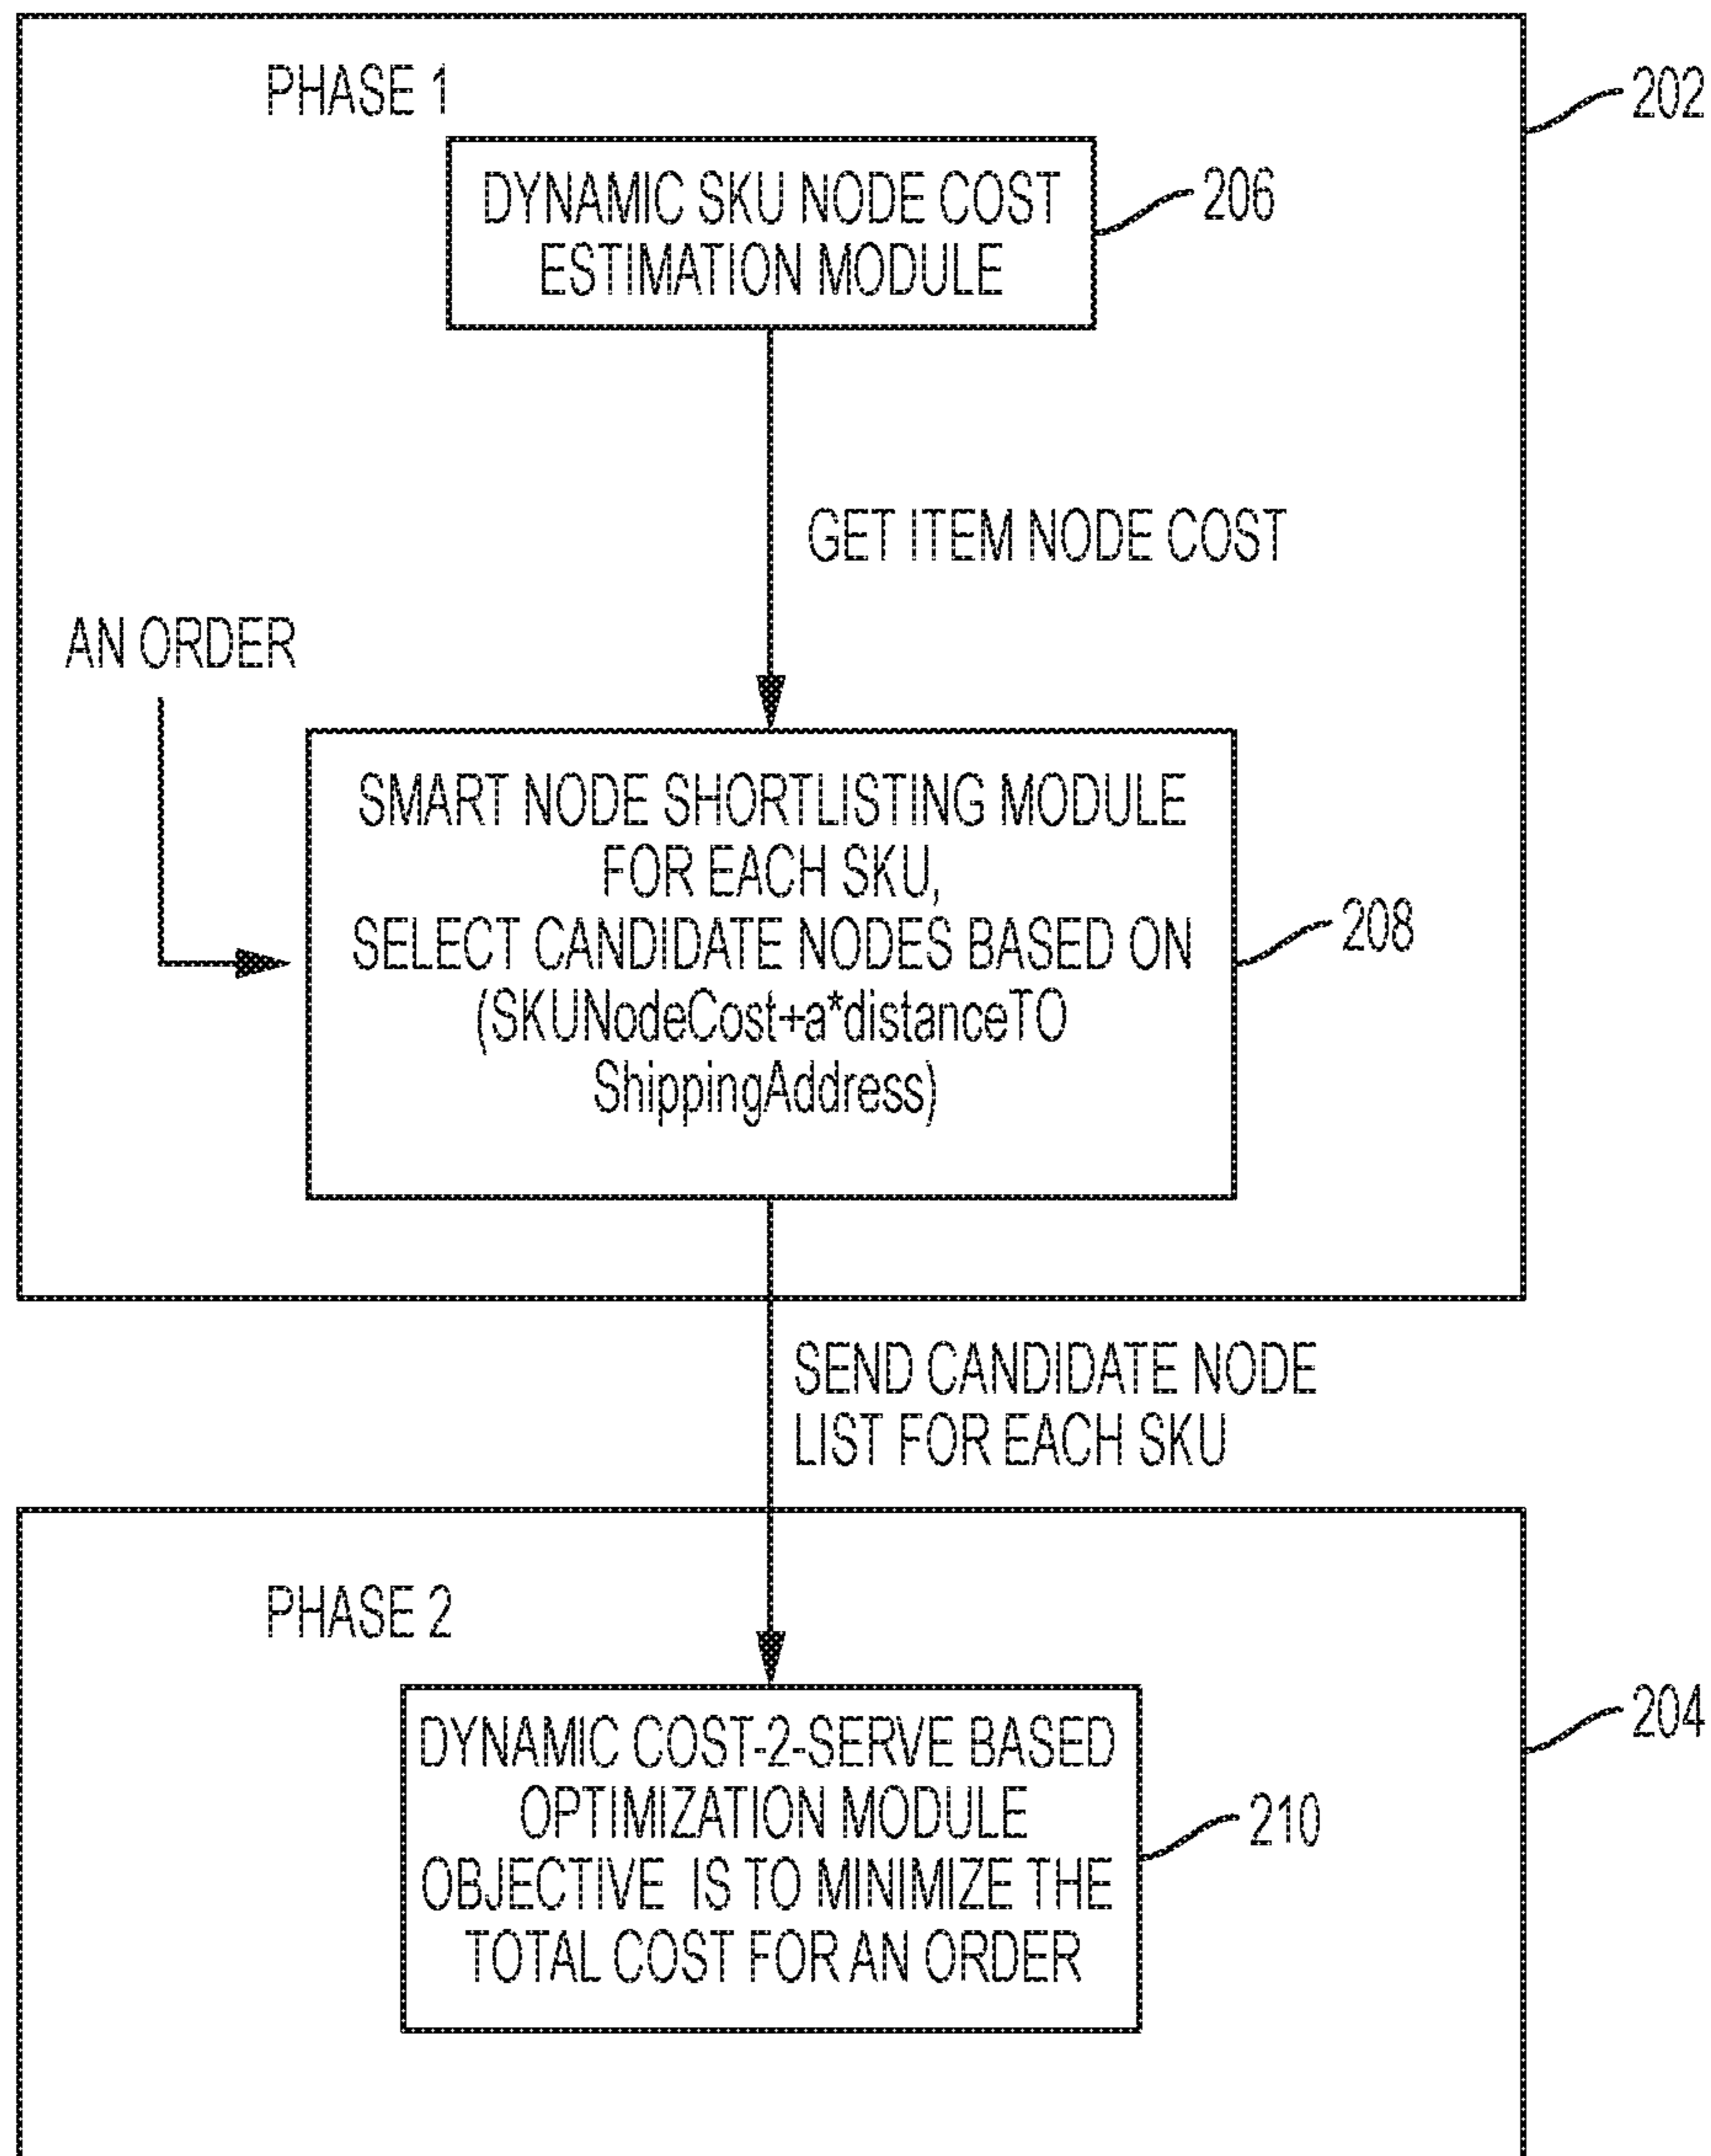 PHASE 1
202
DYNAMIC SKU NODE COST
ESTIMATION MODULE
206
GET ITEM NODE COST
AN ORDER
SMART NODE SHORTLISTING MODULE
FOR EACH SKU,
SELECT CANDIDATE NODES BASED ON
(SKUNodeCost+a*distanceTO
ShippingAddress)
208
SEND CANDIDATE NODE
LIST FOR EACH SKU
PHASE 2
204
DYNAMIC COST-2-SERVE BASED
OPTIMIZATION MODULE
OBJECTIVE IS TO MINIMIZE THE
TOTAL COST FOR AN ORDER
210